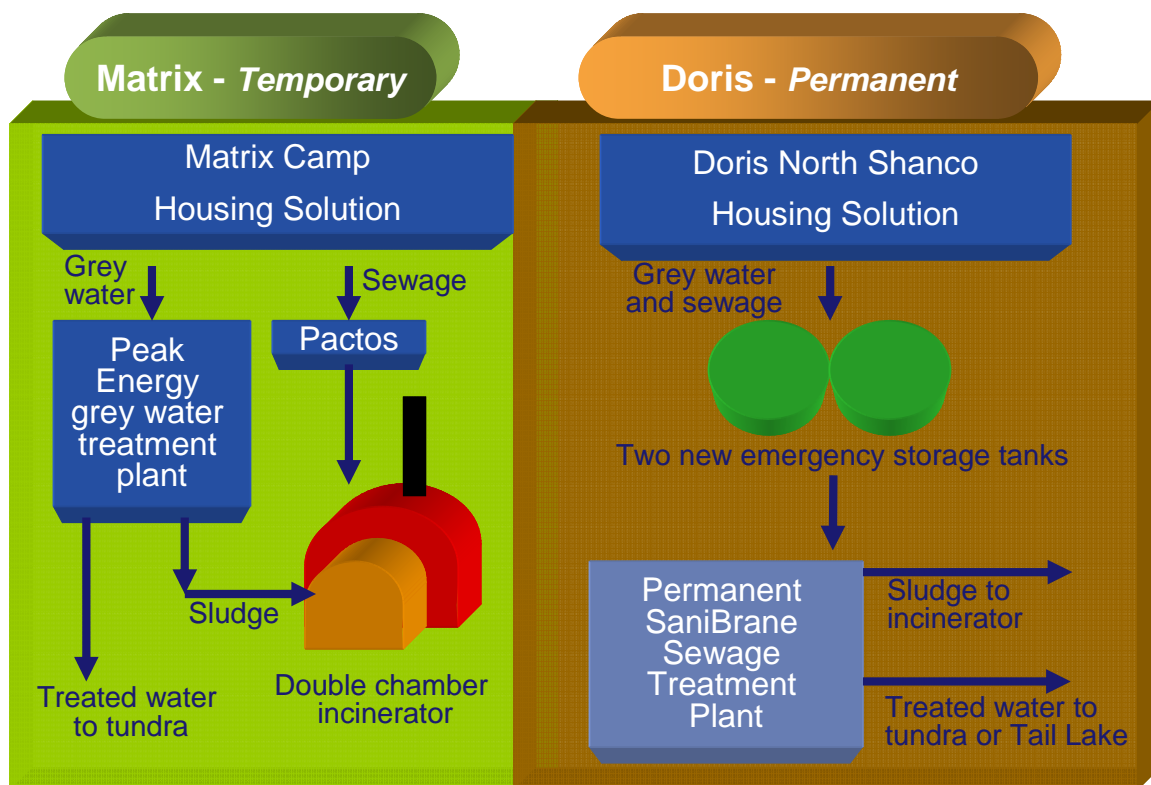 Matrix - Temporary
Matrix Camp
Housing Solution
Grey
water
Sewage
Peak
Energy
grey water
treatment
plant
Pactos
Sludge
Treated water
to tundra
Double chamber
incinerator
Doris - Permanent
Doris North Shanco
Housing Solution
Grey water
and sewage
Two new emergency storage tanks
Permanent
SaniBrane
Sewage
Treatment
Plant
Sludge to
incinerator
Treated water to
tundra or Tail Lake